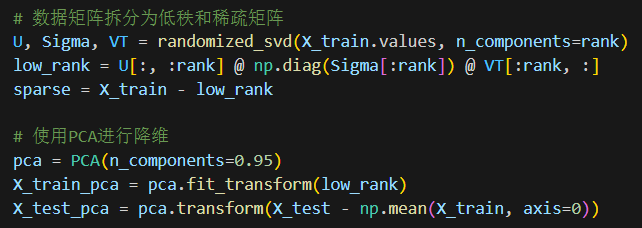 # 数据矩阵拆分为低秩和稀疏矩阵
U, Sigma, VT = randomized_svd(X_train.values, n_components=rank)
low_rank = U[:, :rank] @ np.diag(Sigma[:rank]) @ VT[:rank, :]
sparse = X_train - low_rank
# 使用PCA进行降维
pca = PCA(n_components=0.95)
X_train_pca = pca.fit_transform(low_rank)
X_test_pca = pca.transform(X_test - np.mean(X_train, axis=0))